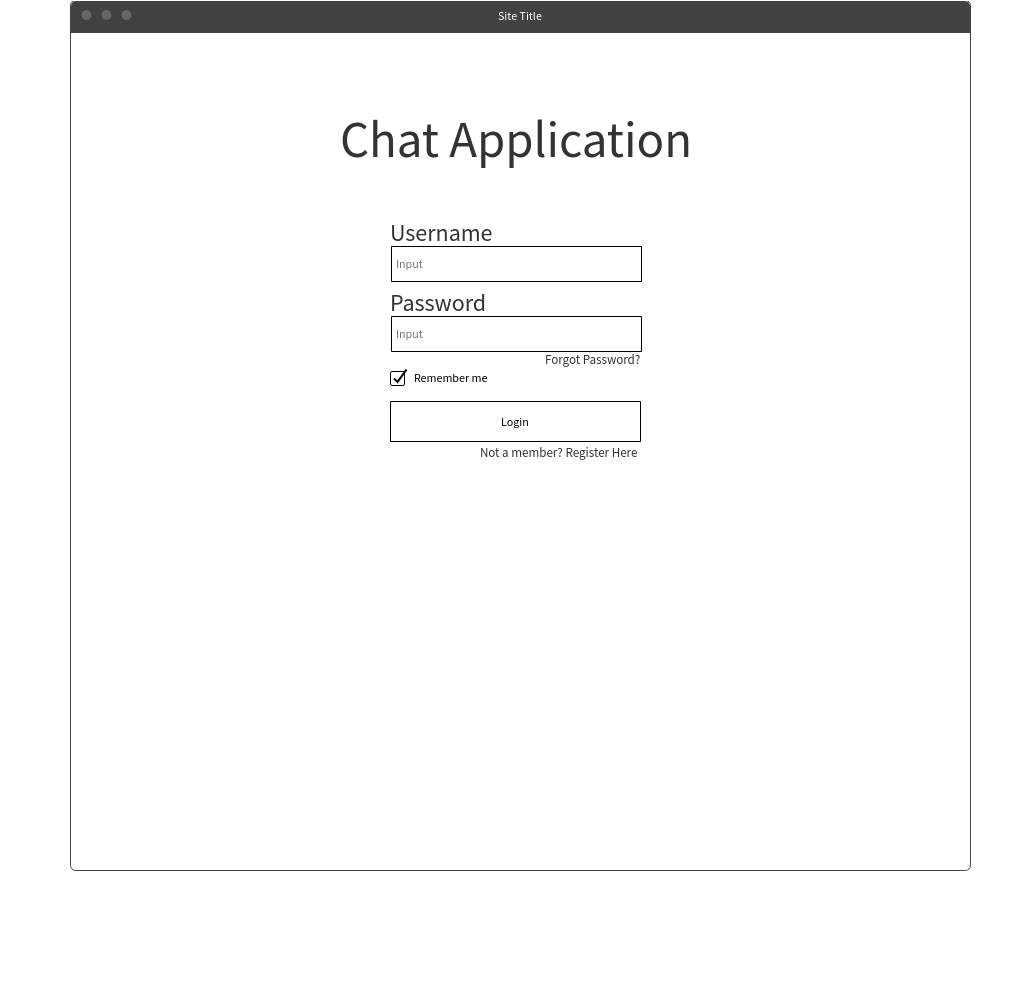 Site Title
Chat Application
Username
Input
Password
Input
Forgot Password?
Remember me
Login
Not a member? Register Here